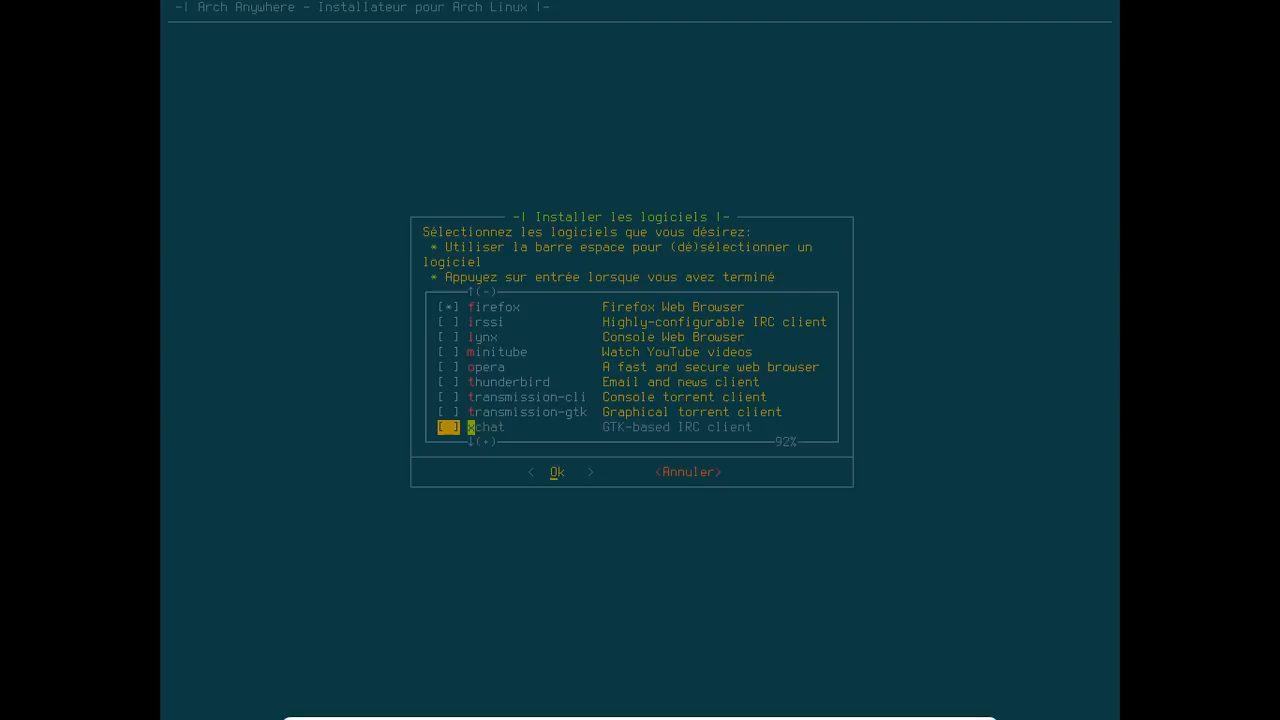 -| Arch Anywhere - Installateur pour Arch Linux |-
-| Installer les logiciels |-
Sélectionnez les logiciels que vous désirez:
* Utiliser la barre espace pour (dé)sélectionner un
logiciel
* Appuyez sur entrée lorsque vous avez terminé
↑(-)
[*] firefox Firefox Web Browser
[ ] irssi Highly-configurable IRC client
[ ] lynx Console Web Browser
[ ] minitube Watch YouTube videos
[ ] opera A fast and secure web browser
[ ] thunderbird Email and news client
[ ] transmission-cli Console torrent client
[ ] transmission-gtk Graphical torrent client
[ ] xchat GTK-based IRC client
↓(+) 92%
< Ok > <Annuler>